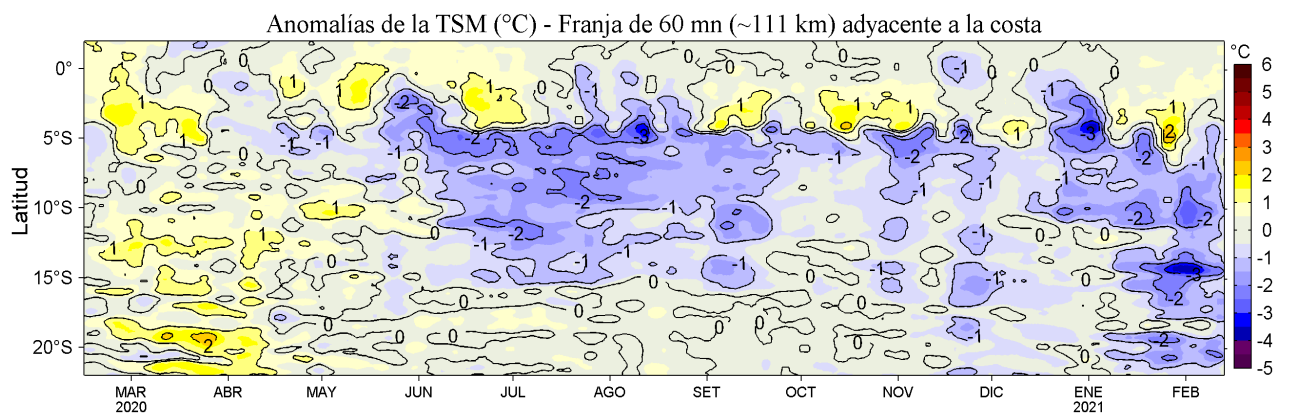 Anomalías de la TSM (°C) - Franja de 60 mn (~111 km) adyacente a la costa
°C
6
5
4
3
2
1
0
-1
-2
-3
-4
-5
Latitud
0°
5°S
10°S
15°S
20°S
MAR ABR MAY JUN JUL AGO SET OCT NOV DIC ENE FEB
2020 2021